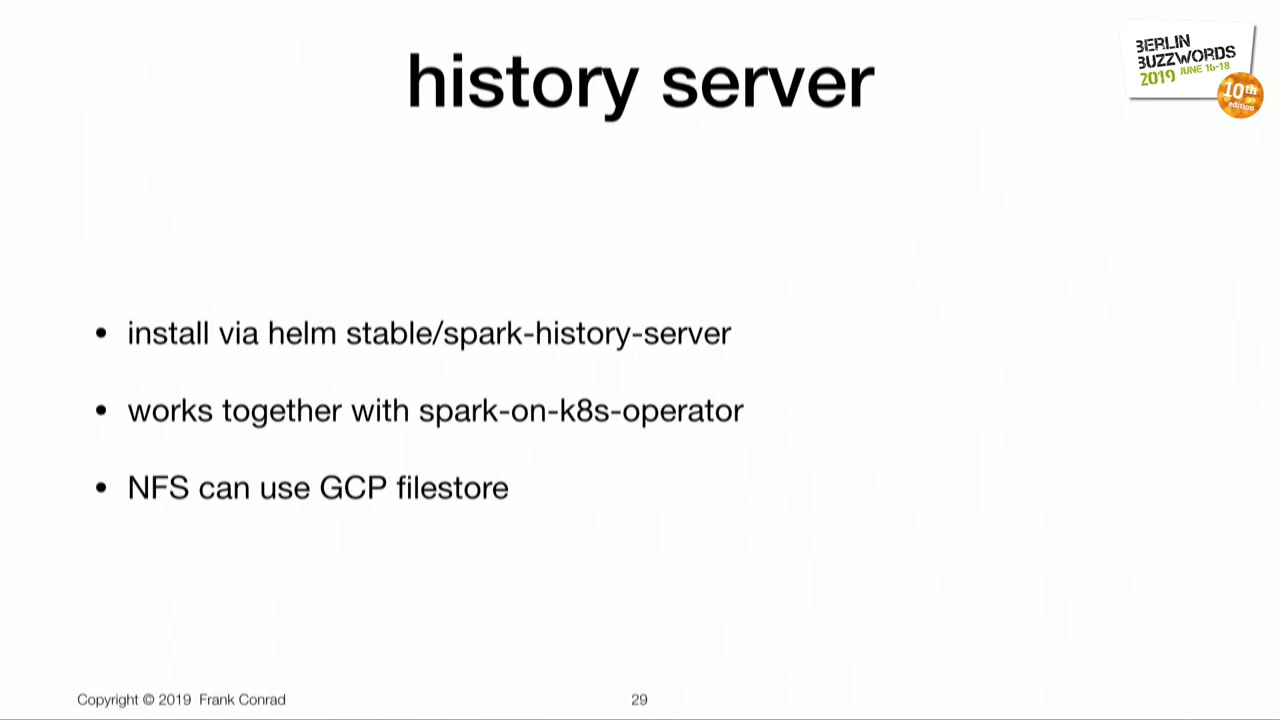 history server
BERLIN
BUZZWORDS
2019 JUNE 16-18
10th
edition
• install via helm stable/spark-history-server
• works together with spark-on-k8s-operator
• NFS can use GCP filestore
Copyright © 2019 Frank Conrad
29